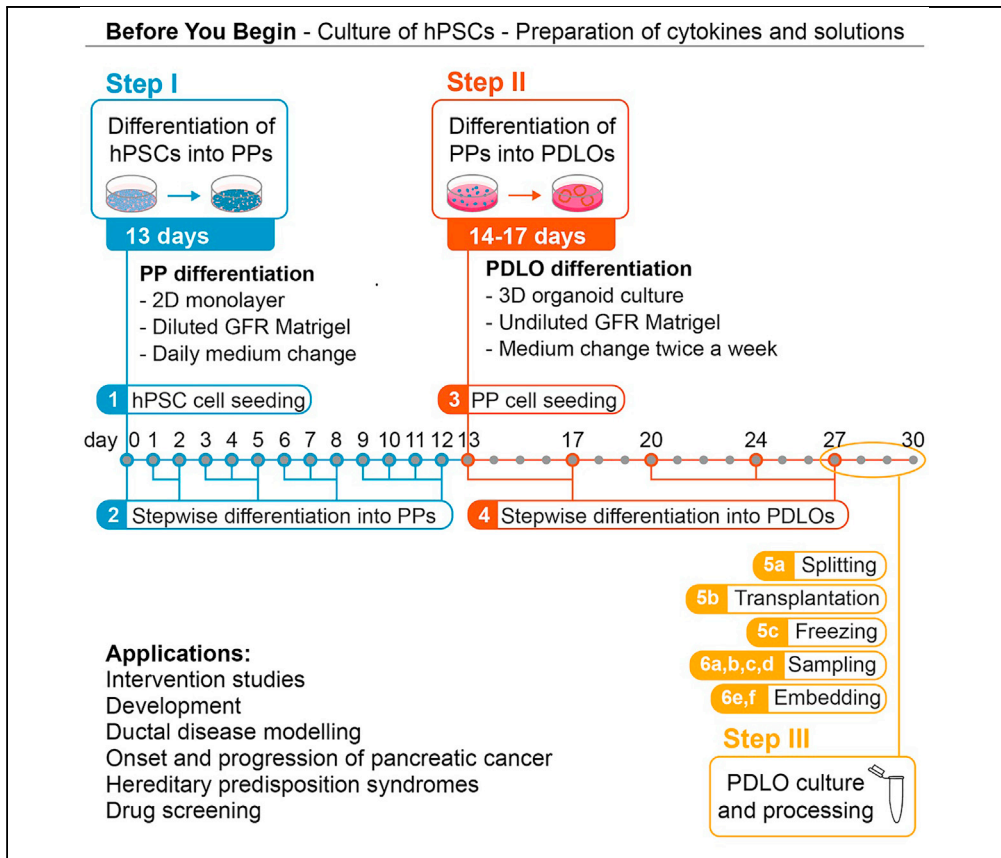 Before You Begin - Culture of hPSCs - Preparation of cytokines and solutions
Step I
Differentiation of
hPSCs into PPs
13 days
PP differentiation
- 2D monolayer
- Diluted GFR Matrigel
- Daily medium change
Step II
Differentiation of
PPs into PDLOs
14-17 days
PDLO differentiation
- 3D organoid culture
- Undiluted GFR Matrigel
- Medium change twice a week
1 hPSC cell seeding
3 PP cell seeding
day 0 1 2 3 4 5 6 7 8 9 10 11 12 13 17 20 24 27 30
2 Stepwise differentiation into PPs
4 Stepwise differentiation into PDLOs
5a Splitting
5b Transplantation
5c Freezing
6a,b,c,d Sampling
6e,f Embedding
Step III
PDLO culture
and processing
Applications:
Intervention studies
Development
Ductal disease modelling
Onset and progression of pancreatic cancer
Hereditary predisposition syndromes
Drug screening